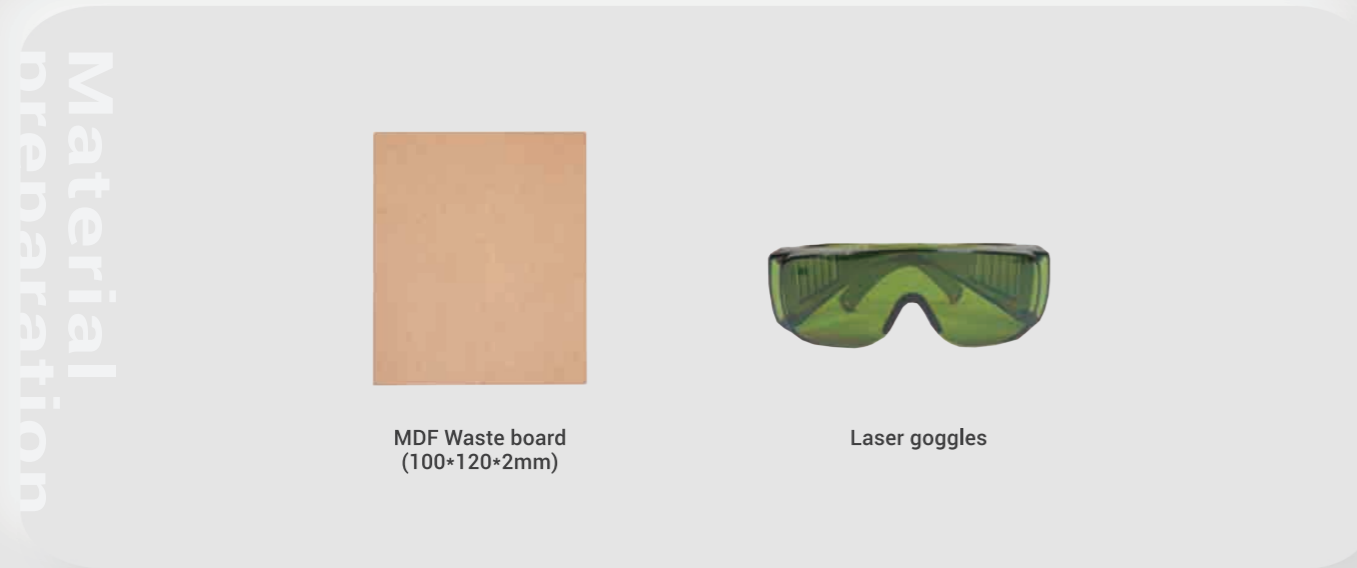 Material
preparation
MDF Waste board
(100*120*2mm)
Laser goggles